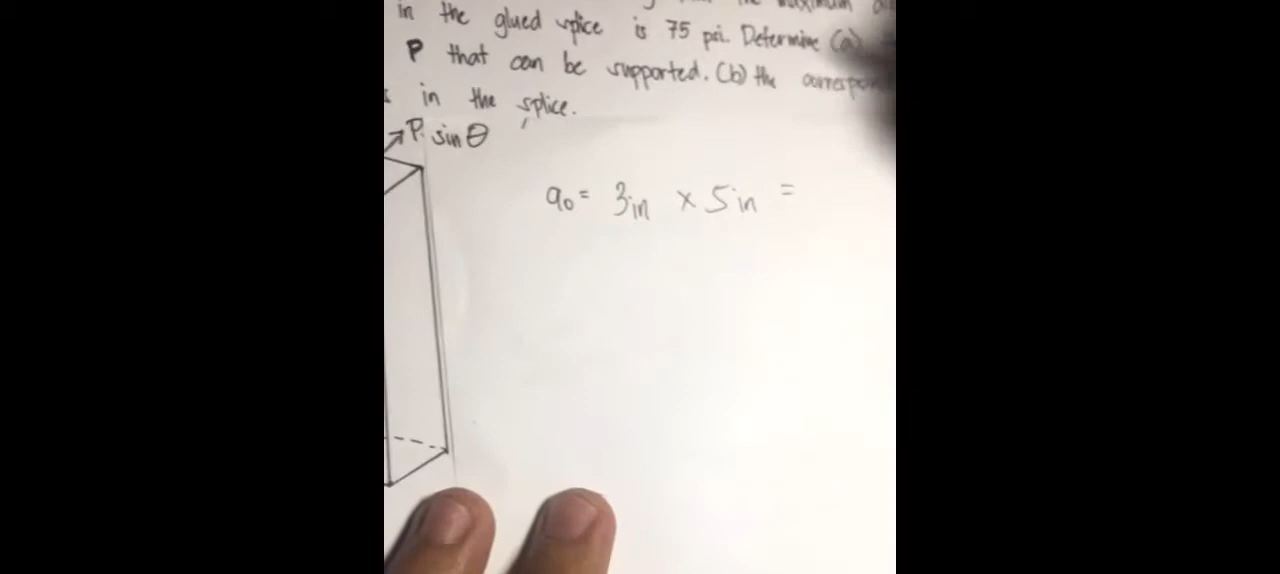 in the glued splice is 75 psi. Determine (a)
P that can be supported. (b) the
in the splice.
P sin θ
a₀ = 3in × 5in =